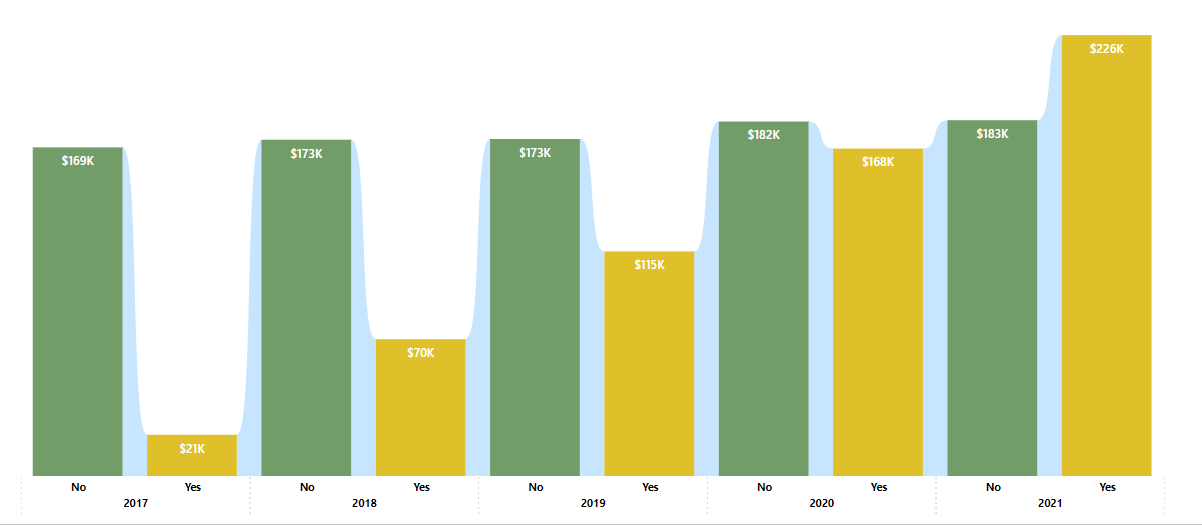 $226K
$182K
$183K
$169K
$173K
$173K
$168K
$115K
$70K
$21K
No Yes No Yes No Yes No Yes No Yes
2017 2018 2019 2020 2021